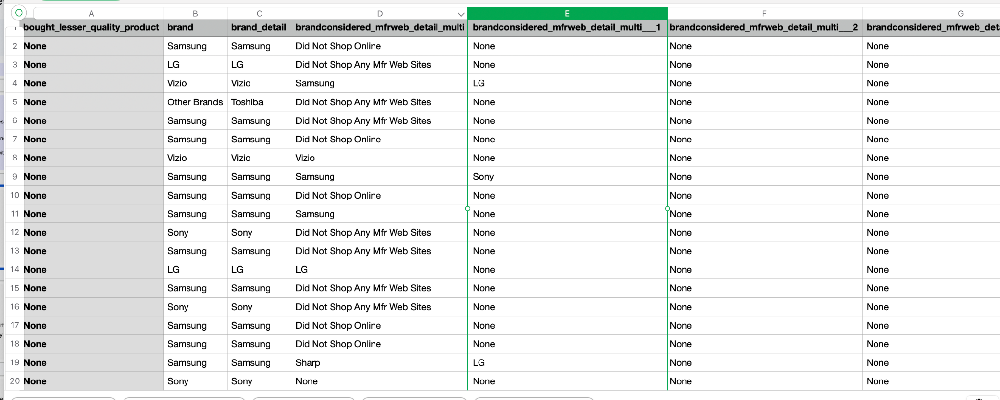 A B C D E F G
1 bought_lesser_quality_product brand brand_detail brandconsidered_mfrweb_detail_multi brandconsidered_mfrweb_detail_multi___1 brandconsidered_mfrweb_detail_multi___2 brandconsidered_mfrweb_deta
2 None Samsung Samsung Did Not Shop Online None None None
3 None LG LG Did Not Shop Any Mfr Web Sites None None None
4 None Vizio Vizio Samsung LG None None
5 None Other Brands Toshiba Did Not Shop Any Mfr Web Sites None None None
6 None Samsung Samsung Did Not Shop Any Mfr Web Sites None None None
7 None Samsung Samsung Did Not Shop Online None None None
8 None Vizio Vizio Vizio None None None
9 None Samsung Samsung Samsung Sony None None
10 None Samsung Samsung Did Not Shop Online None None None
11 None Samsung Samsung Samsung None None None
12 None Sony Sony Did Not Shop Any Mfr Web Sites None None None
13 None Samsung Samsung Did Not Shop Any Mfr Web Sites None None None
14 None LG LG LG None None None
15 None Samsung Samsung Did Not Shop Any Mfr Web Sites None None None
16 None Sony Sony Did Not Shop Any Mfr Web Sites None None None
17 None Samsung Samsung Did Not Shop Online None None None
18 None Samsung Samsung Did Not Shop Online None None None
19 None Samsung Samsung Sharp LG None None
20 None Sony Sony None None None None